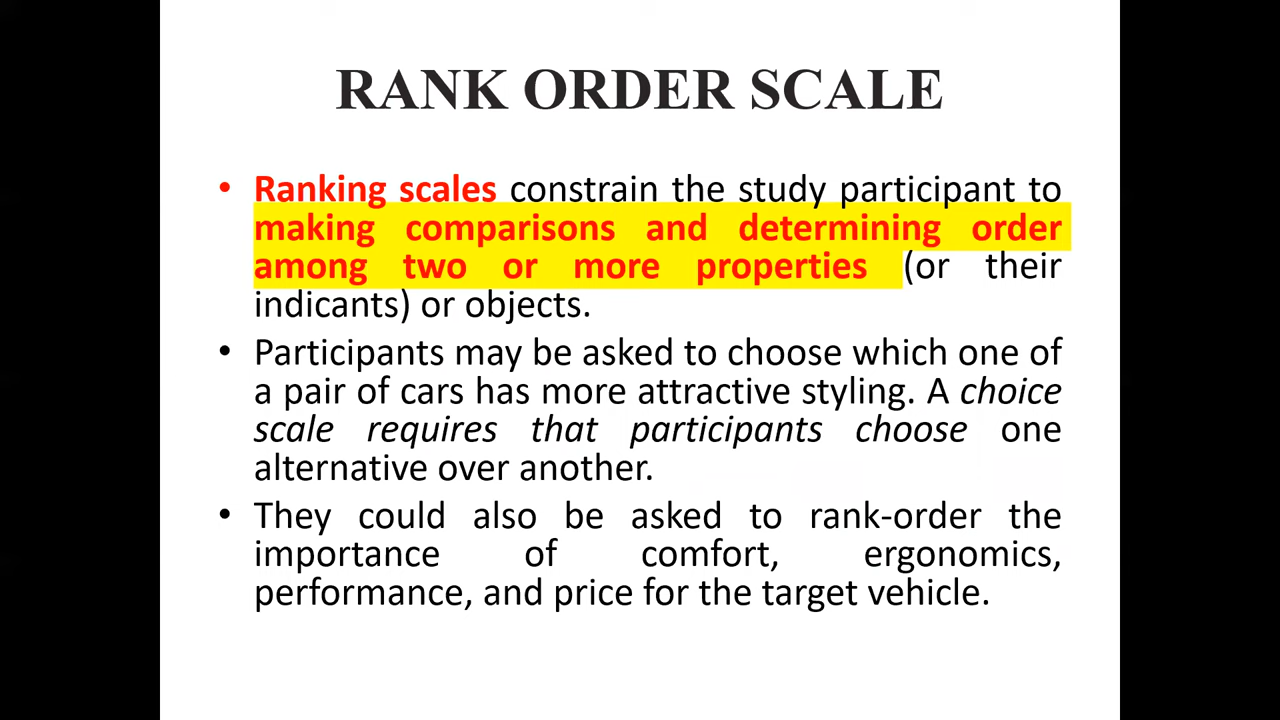 RANK ORDER SCALE
• Ranking scales constrain the study participant to
making comparisons and determining order
among two or more properties (or their
indicants) or objects.
• Participants may be asked to choose which one of
a pair of cars has more attractive styling. A choice
scale requires that participants choose one
alternative over another.
• They could also be asked to rank-order the
importance of comfort, ergonomics,
performance, and price for the target vehicle.